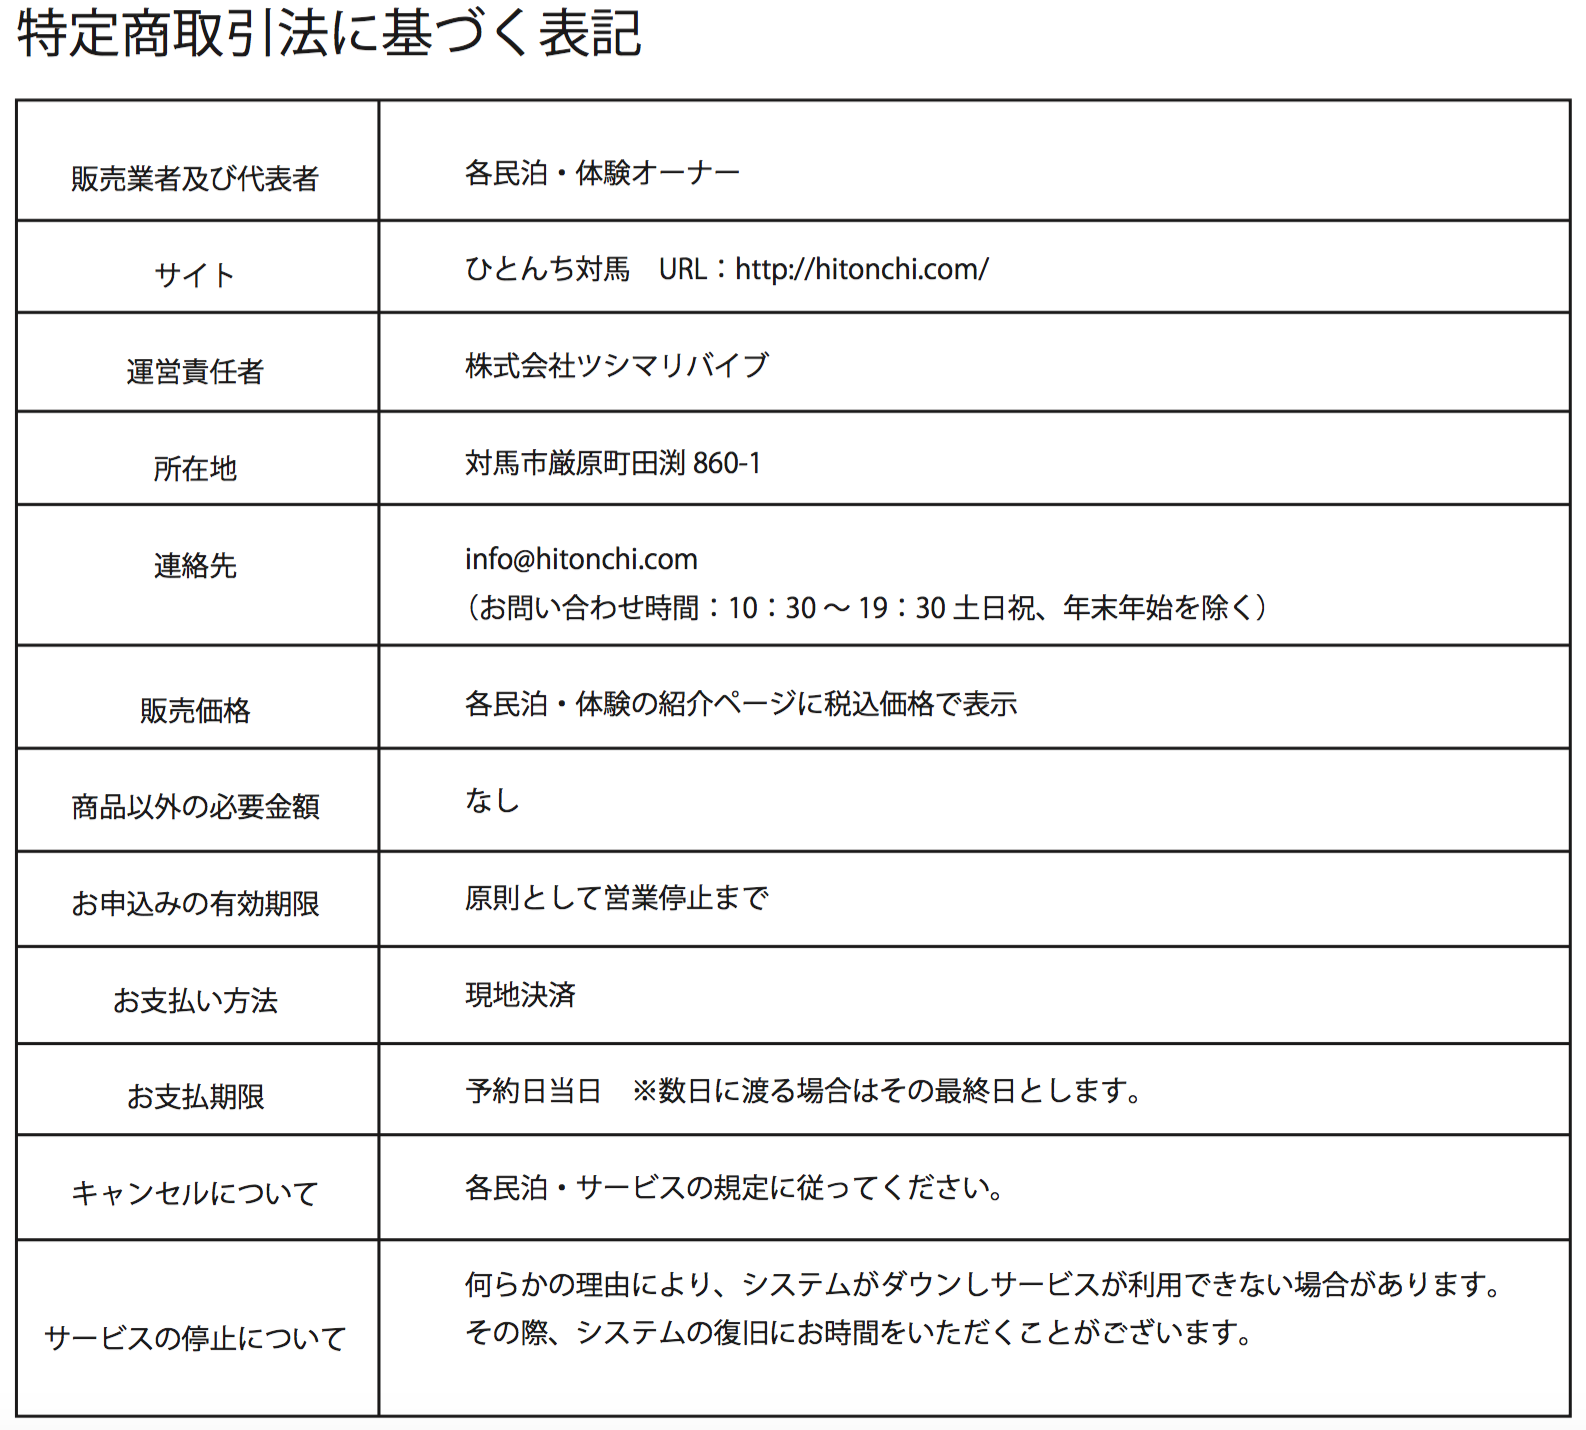 特定商取引法に基づく表記
販売業者及び代表者
各民泊・体験オーナー
サイト
ひとんち対馬　URL：http://hitonchi.com/
運営責任者
株式会社ツシマリバイブ
所在地
対馬市厳原町田渕 860-1
連絡先
info@hitonchi.com
（お問い合わせ時間：10：30 〜 19：30 土日祝、年末年始を除く）
販売価格
各民泊・体験の紹介ページに税込価格で表示
商品以外の必要金額
なし
お申込みの有効期限
原則として営業停止まで
お支払い方法
現地決済
お支払期限
予約日当日　※数日に渡る場合はその最終日とします。
キャンセルについて
各民泊・サービスの規定に従ってください。
サービスの停止について
何らかの理由により、システムがダウンしサービスが利用できない場合があります。
その際、システムの復旧にお時間をいただくことがございます。